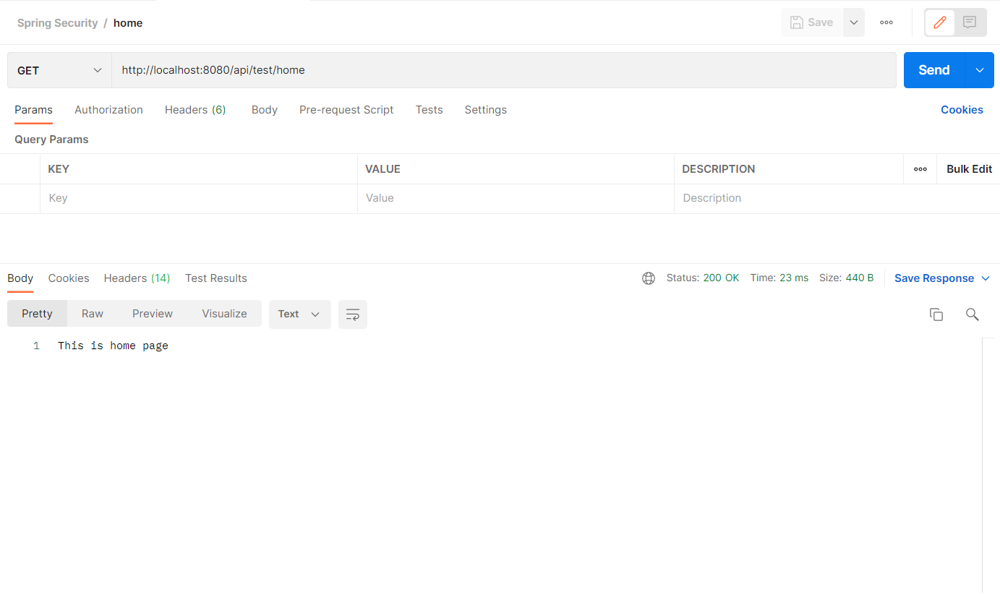 Spring Security / home
Save
GET http://localhost:8080/api/test/home Send
Params Authorization Headers (6) Body Pre-request Script Tests Settings Cookies
Query Params
KEY VALUE DESCRIPTION Bulk Edit
Key Value Description
Body Cookies Headers (14) Test Results Status: 200 OK Time: 23 ms Size: 440 B Save Response
Pretty Raw Preview Visualize Text
1 This is home page